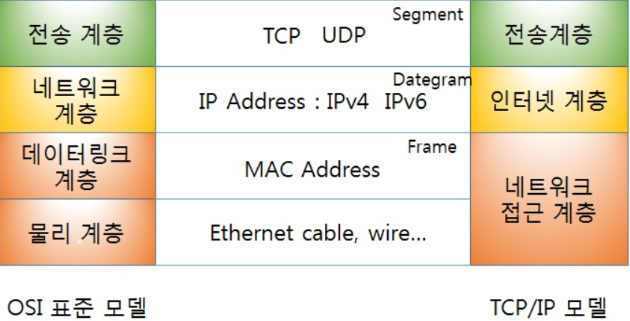 전송 계층
TCP UDP
Segment
전송계층
네트워크
계층
IP Address : IPv4 IPv6
Dategram
인터넷 계층
데이터링크
계층
MAC Address
Frame
네트워크
접근 계층
물리 계층
Ethernet cable, wire...
OSI 표준 모델
TCP/IP 모델